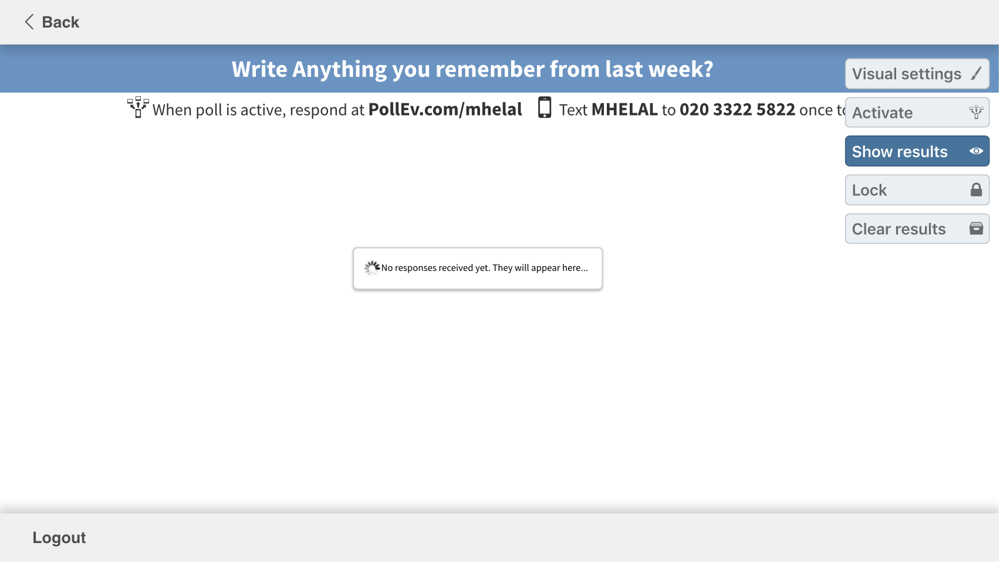 Back
Write Anything you remember from last week?
When poll is active, respond at PollEv.com/mhelal Text MHELAL to 020 3322 5822 once
Visual settings
Activate
Show results
Lock
Clear results
No responses received yet. They will appear here...
Logout